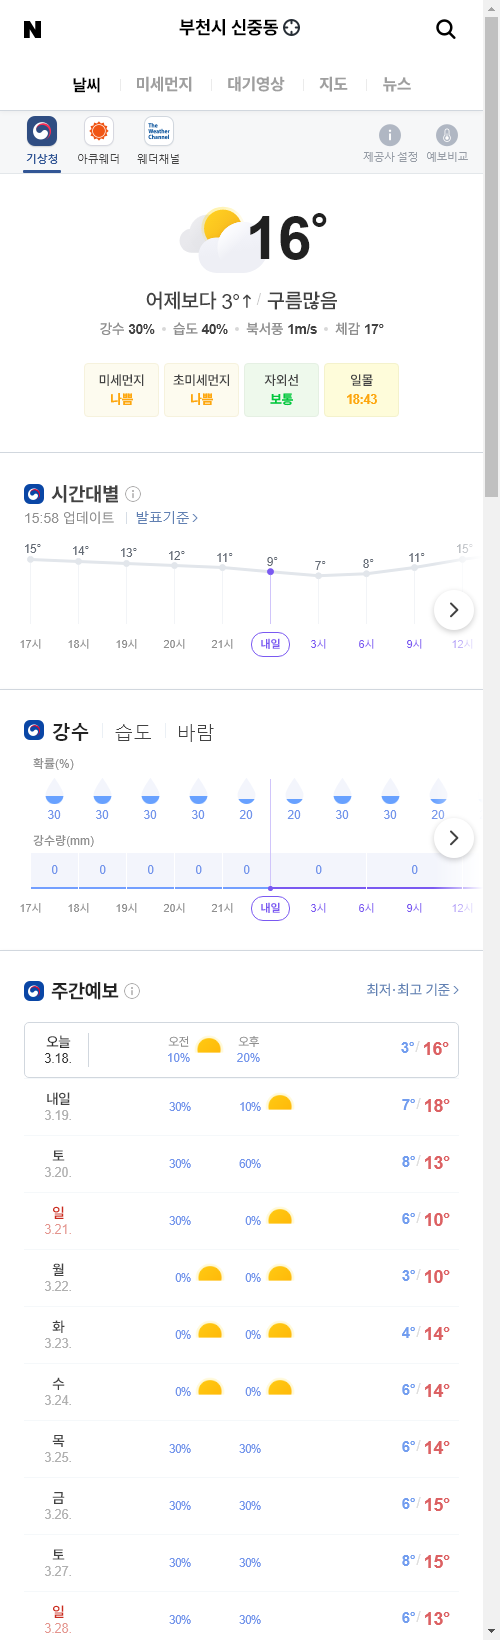 N
부천시 신중동
날씨 미세먼지 대기영상 지도 뉴스
The Weather Channel
기상청 아큐웨더 웨더채널 제공사 설정 예보비교
16°
어제보다 3°↑ / 구름많음
강수 30% 습도 40% 북서풍 1m/s 체감 17°
미세먼지 초미세먼지 자외선 일몰
나쁨 나쁨 보통 18:43
시간대별
15:58 업데이트 발표기준 >
15° 14° 13° 12° 11° 9° 7° 8° 11° 15°
17시 18시 19시 20시 21시 내일 3시 6시 9시 12시
강수 습도 바람
확률(%)
30 30 30 30 20 20 30 30 20
강수량(mm)
0 0 0 0 0 0 0
17시 18시 19시 20시 21시 내일 3시 6시 9시 12시
주간예보 최저·최고 기준 >
오늘 오전 오후
3.18. 10% 20% 3° / 16°
내일
3.19. 30% 10% 7° / 18°
토
3.20. 30% 60% 8° / 13°
일
3.21. 30% 0% 6° / 10°
월
3.22. 0% 0% 3° / 10°
화
3.23. 0% 0% 4° / 14°
수
3.24. 0% 0% 6° / 14°
목
3.25. 30% 30% 6° / 14°
금
3.26. 30% 30% 6° / 15°
토
3.27. 30% 30% 8° / 15°
일
3.28. 30% 30% 6° / 13°